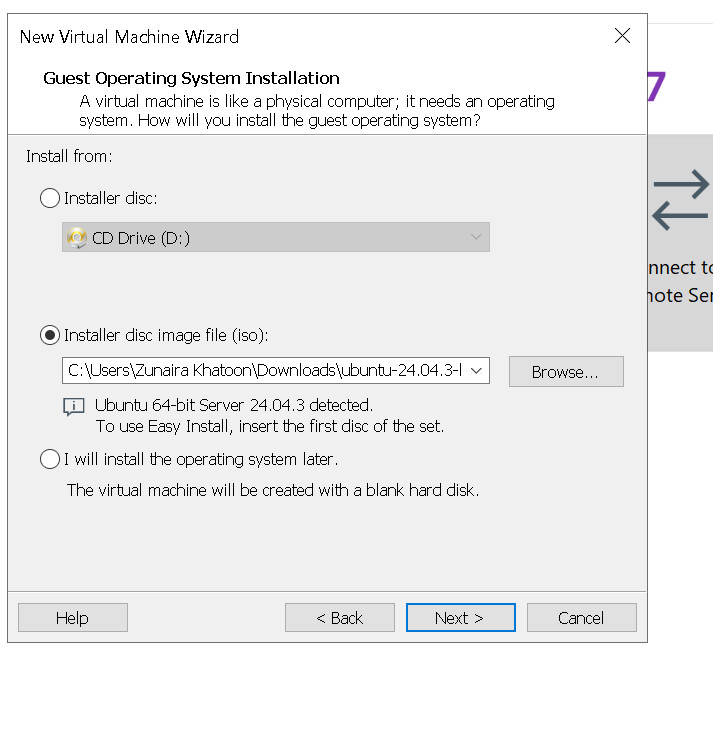 New Virtual Machine Wizard
Guest Operating System Installation
A virtual machine is like a physical computer; it needs an operating
system. How will you install the guest operating system?
7
Install from:
Installer disc:
CD Drive (D:)
nnect to
note Ser
Installer disc image file (iso):
C:\Users\Zunaira Khatoon\Downloads\ubuntu-24.04.3-l
Browse...
Ubuntu 64-bit Server 24.04.3 detected.
To use Easy Install, insert the first disc of the set.
I will install the operating system later.
The virtual machine will be created with a blank hard disk.
Help
< Back
Next >
Cancel